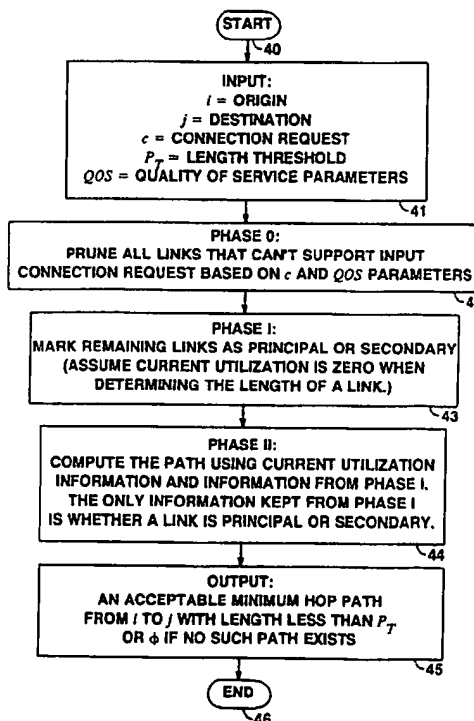 START
40
INPUT:
i = ORIGIN
j = DESTINATION
c = CONNECTION REQUEST
P_T = LENGTH THRESHOLD
QOS = QUALITY OF SERVICE PARAMETERS
41
PHASE 0:
PRUNE ALL LINKS THAT CAN'T SUPPORT INPUT
CONNECTION REQUEST BASED ON c AND QOS PARAMETERS
PHASE I:
MARK REMAINING LINKS AS PRINCIPAL OR SECONDARY
(ASSUME CURRENT UTILIZATION IS ZERO WHEN
DETERMINING THE LENGTH OF A LINK.)
43
PHASE II:
COMPUTE THE PATH USING CURRENT UTILIZATION
INFORMATION AND INFORMATION FROM PHASE I.
THE ONLY INFORMATION KEPT FROM PHASE I
IS WHETHER A LINK IS PRINCIPAL OR SECONDARY.
44
OUTPUT:
AN ACCEPTABLE MINIMUM HOP PATH
FROM i TO j WITH LENGTH LESS THAN P_T
OR ϕ IF NO SUCH PATH EXISTS
45
END
46